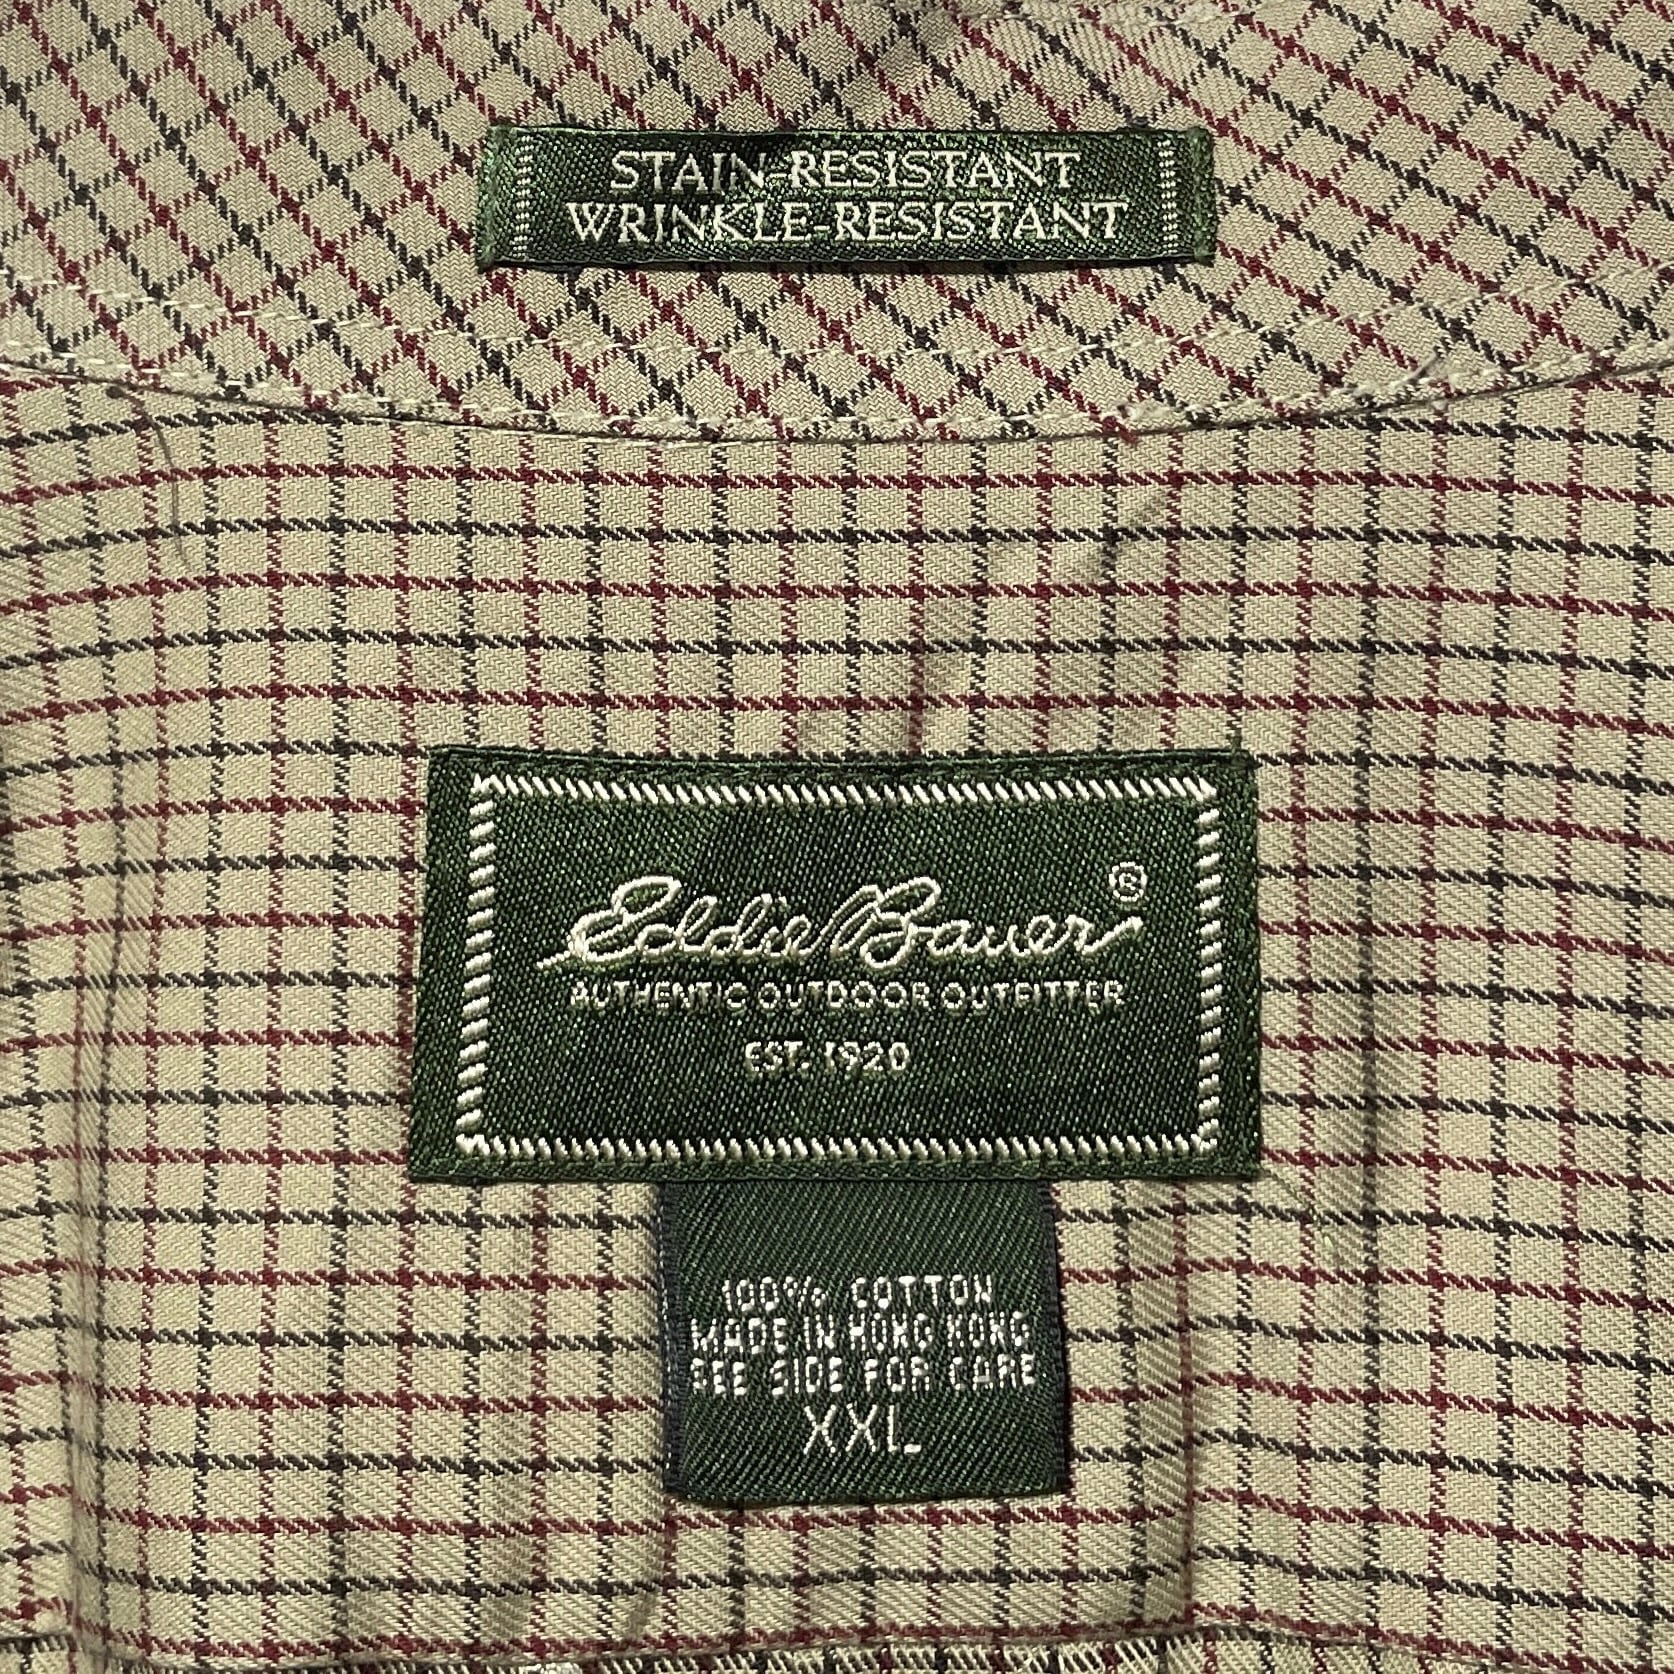 STAIN-RESISTANT
WRINKLE-RESISTANT
Eddie Bauer®
AUTHENTIC OUTDOOR OUTFITTER
EST. 1920
100% COTTON
MADE IN HONG KONG
SEE SIDE FOR CARE
XXL